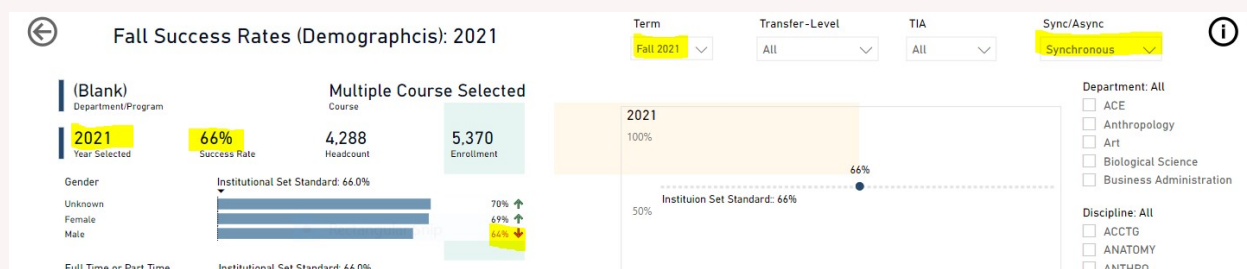 Fall Success Rates (Demographcis): 2021
Term
Fall 2021
Transfer-Level
All
TIA
All
Sync/Async
Synchronous
(Blank)
Department/Program
Multiple Course Selected
Course
2021
Year Selected
66%
Success Rate
4,288
Headcount
5,370
Enrollment
Gender
Institutional Set Standard: 66.0%
Unknown 70%
Female 69%
Male 64%
Full Time or Part Time
Institutional Set Standard: 66.0%
2021
100%
66%
Instituion Set Standard:: 66%
50%
Department: All
ACE
Anthropology
Art
Biological Science
Business Administration
Discipline: All
ACCTG
ANATOMY
ANTHRO